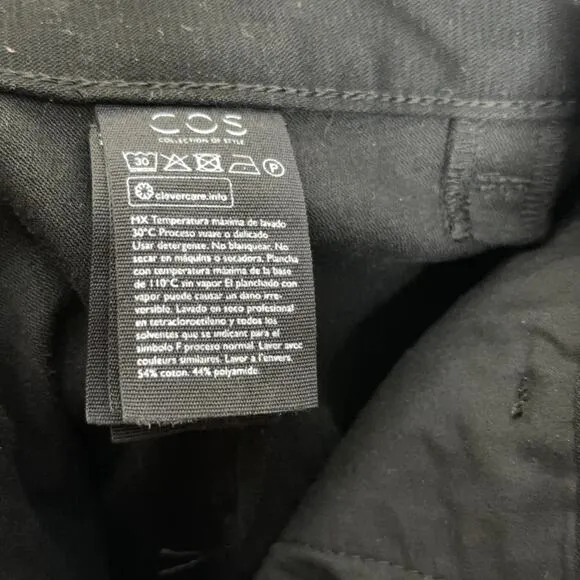 COS
COLLECTION OF STYLE
30 P
clevercare.info
MX Temperatura máxima de lavado
30°C Proceso suave o delicado
Usar detergente. No blanquear. No
secar en máquina o secadora. Plancha
con temperatura máxima de la base
de 110°C sin vapor El planchado con
vapor puede causar un dano irre-
versible. Lavado en seco profesional
en tetracloroetileno y todos los
solventes que se indican para el
simbolo F proceso normal. Laver avec
couleurs similaires. Laver à l'envers.
54% coton. 44% polyamide.